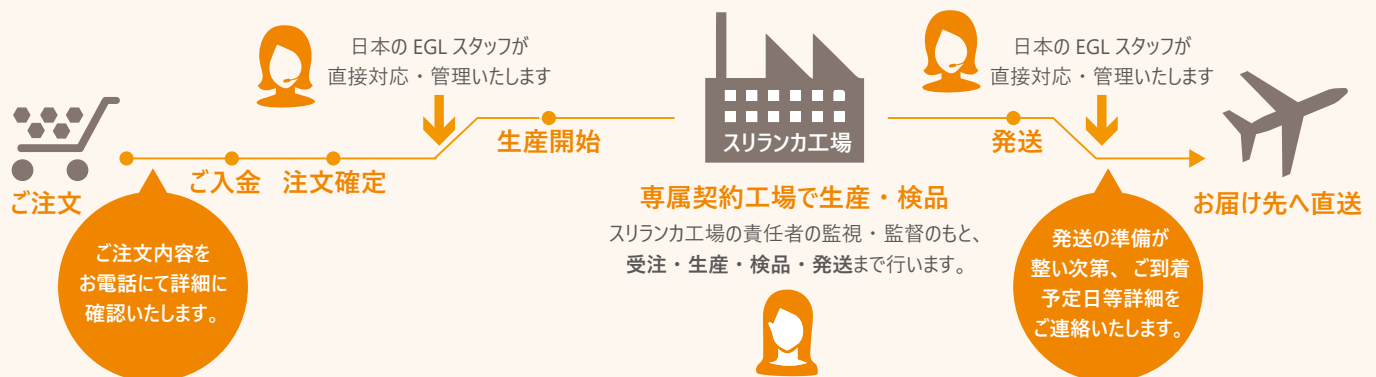 日本の EGL スタッフが
直接対応・管理いたします
ご注文
ご入金
注文確定
ご注文内容を
お電話にて詳細に
確認いたします。
生産開始
スリランカ工場
専属契約工場で生産・検品
スリランカ工場の責任者の監視・監督のもと、
受注・生産・検品・発送まで行います。
日本の EGL スタッフが
直接対応・管理いたします
発送
発送の準備が
整い次第、ご到着
予定日等詳細を
ご連絡いたします。
お届け先へ直送